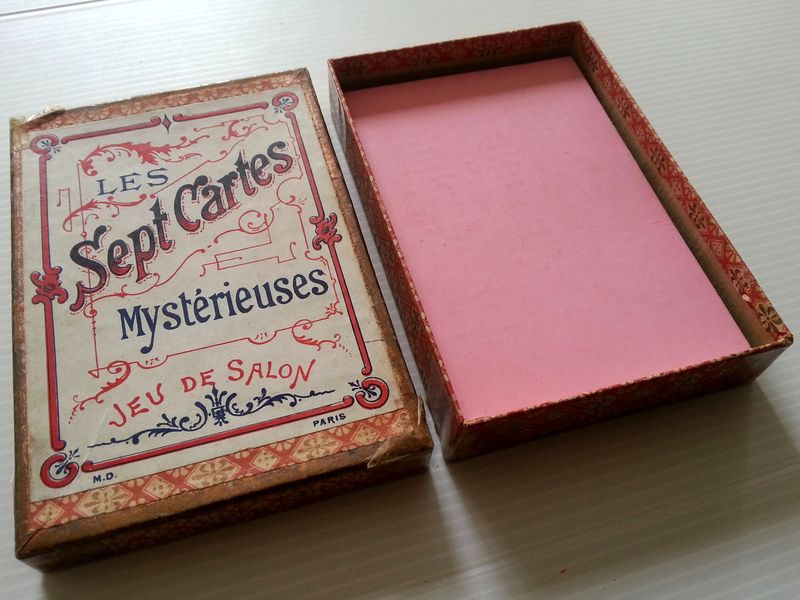 LES
Sept Cartes
Mystérieuses
JEU DE SALON
M.D.
PARIS